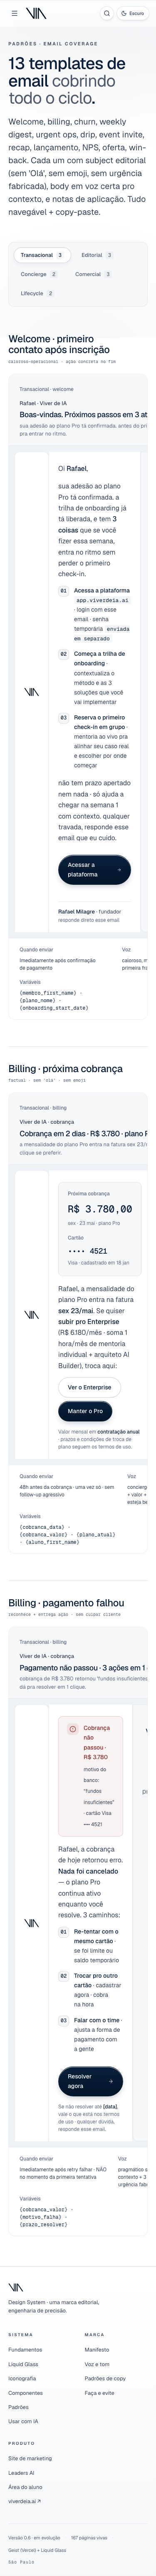 VIA
Escuro
PADRÕES · EMAIL COVERAGE
13 templates de
email cobrindo
todo o ciclo.
Welcome, billing, churn, weekly
digest, urgent ops, drip, event invite,
recap, lançamento, NPS, oferta, win-
back. Cada um com subject editorial
(sem 'Olá', sem emoji, sem urgência
fabricada), body em voz da marca pro
contexto, e notas de aplicação. Tudo
navegável + copy-paste.
Transacional 3
Editorial 3
Concierge 2
Comercial 3
Lifecycle 2
Welcome · primeiro
contato após inscrição
caloroso-operacional · ação concreta no fim
Transacional · welcome
Rafael · Viver de IA
Boas-vindas. Próximos passos em 3 at
sua adesão ao plano Pro tá confirmada. antes do pri
pra entrar no ritmo.
VIA
Oi Rafael,
sua adesão ao plano
Pro tá confirmada, a
trilha de onboarding já
tá liberada, e tem 3
coisas que se você
fizer essa semana,
entra no ritmo sem
perder o primeiro
check-in.
01 Acessa a plataforma
app.viverdeia.ai
· login com esse
email · senha
temporária enviada
em separado
02 Começa a trilha de
onboarding ·
contextualiza o
método e as 3
soluções que você
vai implementar
03 Reserva o primeiro
check-in em grupo ·
mentoria ao vivo pra
alinhar seu caso real
e escolher por onde
começar
não tem prazo apertado
nem nada · só ajuda a
chegar na semana 1
com contexto. qualquer
travada, responde esse
email que eu cuido.
Acessar a
plataforma →
Rafael Milagre · fundador
responde direto esse email.
Quando enviar
Imediatamente após confirmação
de pagamento
Voz
caloroso, m
primeira fra
Variáveis
{membro_first_name} ·
{plano_name} ·
{onboarding_start_date}
Billing · próxima cobrança
factual · sem 'oia' · sem emoji
Transacional · billing
Viver de IA · cobrança
Cobrança em 2 dias · R$ 3.780 · plano P
a mensalidade do plano Pro entra na fatura sex 23/
clique se preferir.
VIA
Próxima cobrança
R$ 3.780,00
sex · 23 mai · plano Pro
Cartão
•••• 4521
Visa · cadastrado em 18 jan
Rafael, a mensalidade do
plano Pro entra na fatura
sex 23/mai. Se quiser
subir pro Enterprise
(R$ 6.180/mês · soma 1
hora/mês de mentoria
individual + arquiteto AI
Builder), troca aqui:
Ver o Enterprise
Manter o Pro
Valor mensal em contratação anual
· prazos e condições de troca de
plano seguem os termos de uso.
Quando enviar
48h antes da cobrança · uma vez só · sem
follow-up agressivo
Voz
concierg
+ valor +
esteja be
Variáveis
{cobranca_data} ·
{cobranca_valor} · {plano_atual}
· {aluno_first_name}
Billing · pagamento falhou
reconhece + entrega ação · sem culpar cliente
Transacional · billing
Viver de IA · cobrança
Pagamento não passou · 3 ações em 1
cobrança de R$ 3.780 retornou 'fundos insuficientes'
dá pra resolver em 1 clique.
VIA
Cobrança
não
passou ·
R$ 3.780
motivo do
banco:
"fundos
insuficientes"
· cartão Visa
•••• 4521
Rafael, a cobrança
de hoje retornou erro.
Nada foi cancelado
— o plano Pro
continua ativo
enquanto você
resolve. 3 caminhos:
01 Re-tentar com o
mesmo cartão ·
se foi limite ou
saldo temporário
02 Trocar pro outro
cartão · cadastrar
agora · cobra
na hora
03 Falar com o time ·
ajusta a forma de
pagamento com
a gente
Resolver
agora →
Se não resolver até [data],
vale o que está nos termos
de uso · qualquer dúvida,
responde esse email.
Quando enviar
Imediatamente após retry falhar · NÃO
no momento da primeira tentativa
Voz
pragmático s
contexto + 3
urgência fab
Variáveis
{cobranca_valor} ·
{motivo_falha} ·
{prazo_resolver}
VIA
Design System · uma marca editorial,
engenharia de precisão.
SISTEMA
Fundamentos
Liquid Glass
Iconografia
Componentes
Padrões
Usar com IA
MARCA
Manifesto
Voz e tom
Padrões de copy
Faça e evite
PRODUTO
Site de marketing
Leaders AI
Área do aluno
viverdeia.ai ↗
Versão 0.6 · em evolução
167 páginas vivas
Geist (Vercel) + Liquid Glass
São Paulo